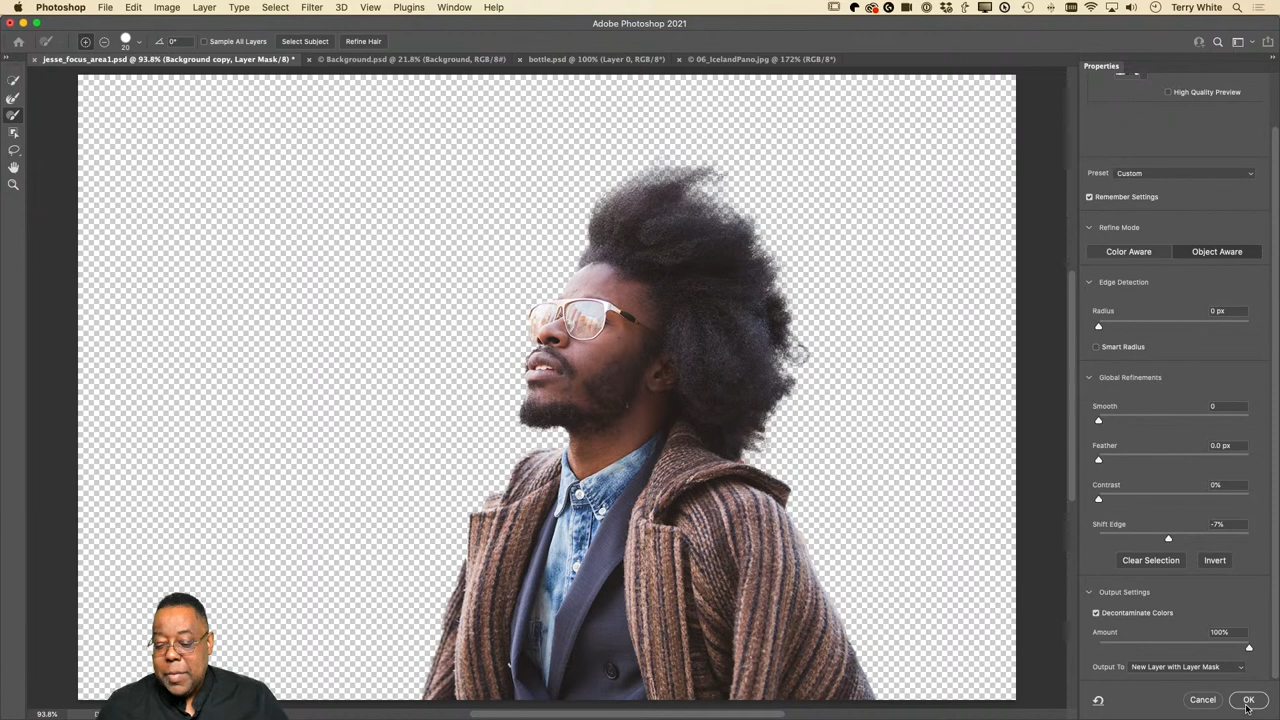 Photoshop File Edit Image Layer Type Select Filter 3D View Plugins Window Help Terry White
Adobe Photoshop 2021
20 0° Sample All Layers Select Subject Refine Hair
jesse_focus_area1.psd @ 93.8% (Background copy, Layer Mask/8) * © Background.psd @ 21.8% (Background, RGB/8#) bottle.psd @ 100% (Layer 0, RGB/8*) © 06_IcelandPano.jpg @ 172% (RGB/8*)
Properties
High Quality Preview
Preset Custom
Remember Settings
Refine Mode
Color Aware Object Aware
Edge Detection
Radius 0 px
Smart Radius
Global Refinements
Smooth 0
Feather 0.0 px
Contrast 0%
Shift Edge -7%
Clear Selection Invert
Output Settings
Decontaminate Colors
Amount 100%
Output To New Layer with Layer Mask
Cancel OK
93.8%